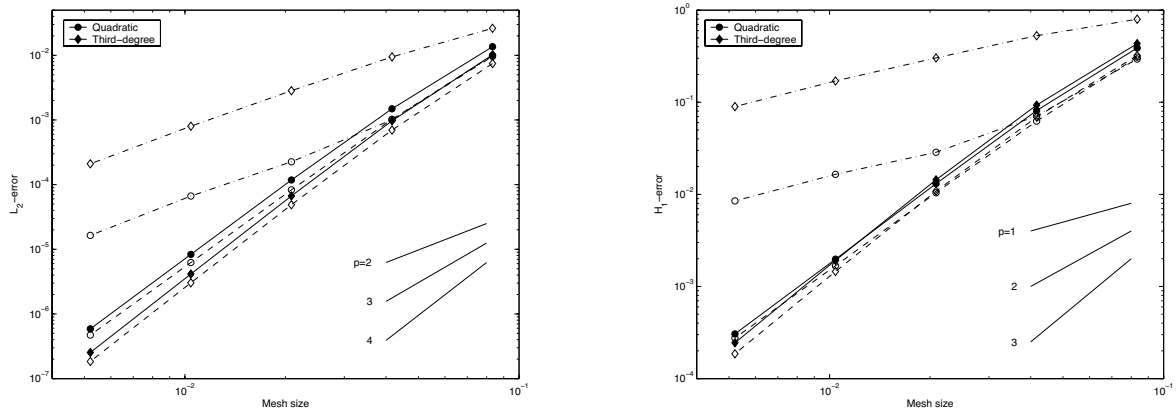 Quadratic
Third-degree
10⁻²
10⁻³
10⁻⁴
10⁻⁵
10⁻⁶
10⁻⁷
L₂-error
p=2
3
4
10⁻²
10⁻¹
Mesh size
Quadratic
Third-degree
10⁰
10⁻¹
10⁻²
10⁻³
10⁻⁴
H₁-error
p=1
2
3
10⁻²
10⁻¹
Mesh size